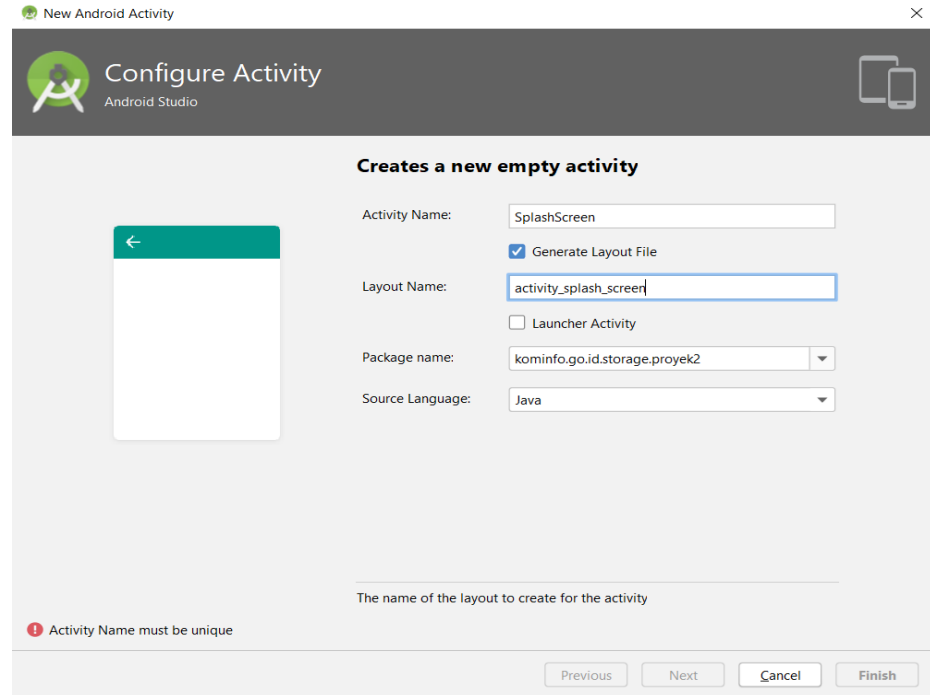 New Android Activity
Configure Activity
Android Studio
Creates a new empty activity
Activity Name:
SplashScreen
Generate Layout File
Layout Name:
activity_splash_screen
Launcher Activity
Package name:
kominfo.go.id.storage.proyek2
Source Language:
Java
The name of the layout to create for the activity
Activity Name must be unique
Previous
Next
Cancel
Finish